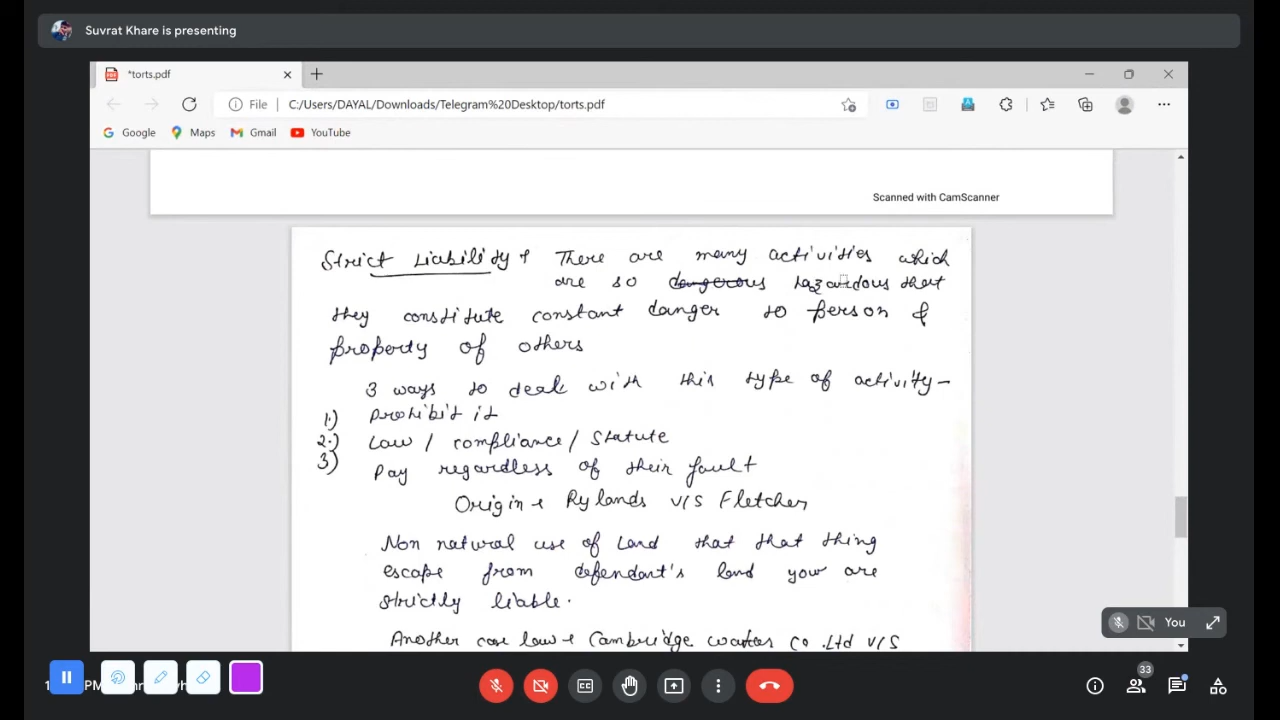 Suvrat Khare is presenting
*torts.pdf
File | C:/Users/DAYAL/Downloads/Telegram%20Desktop/torts.pdf
Google Maps Gmail YouTube
Scanned with CamScanner
Strict Liability There are many activities which
are so dangerous hazardous that
they constitute constant danger to person &
property of others
3 ways to deal with this type of activity-
1.) Prohibit it
2.) Law / compliance / Statute
3) Pay regardless of their fault
Origin Rylands v/s Fletcher
Non natural use of Land that that thing
escape from defendant's land you are
strictly liable.
Another case law Cambridge Co .Ltd v/s
You
33